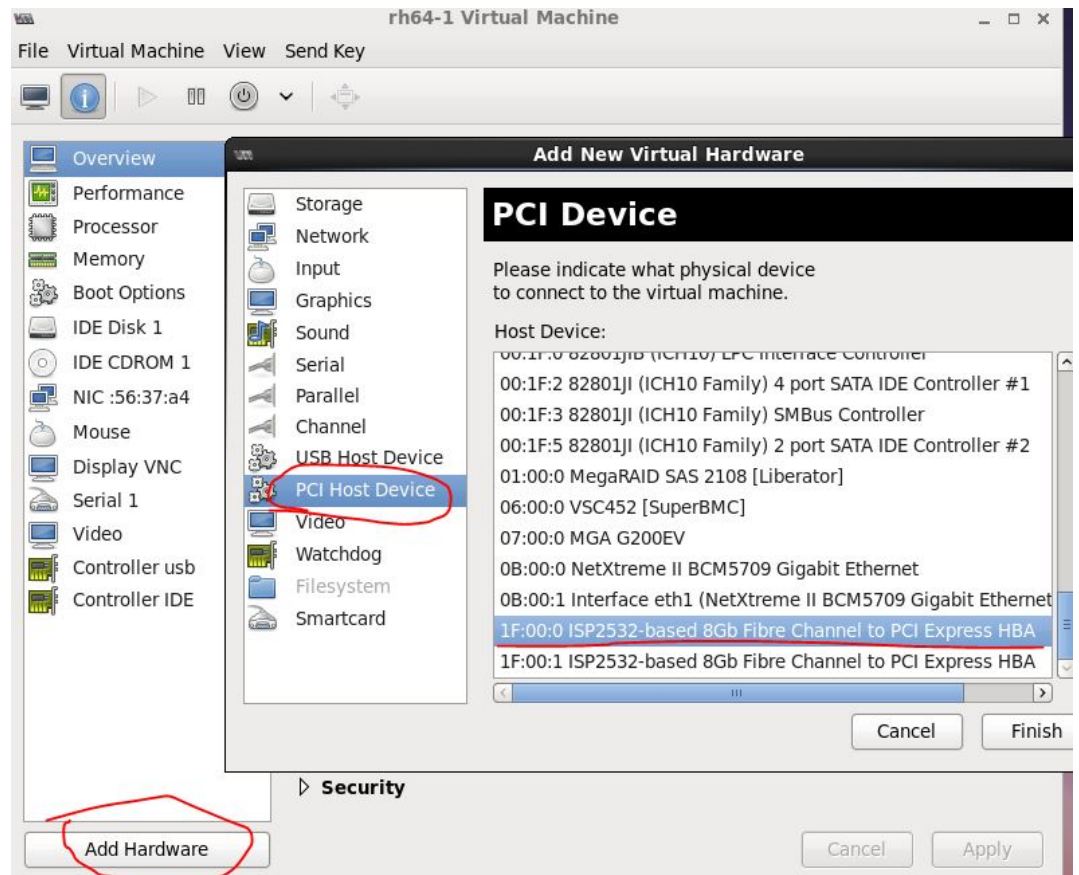 rh64-1 Virtual Machine
File Virtual Machine View Send Key
Overview
Performance
Processor
Memory
Boot Options
IDE Disk 1
IDE CDROM 1
NIC :56:37:a4
Mouse
Display VNC
Serial 1
Video
Controller usb
Controller IDE
Add Hardware
Add New Virtual Hardware
Storage
Network
Input
Graphics
Sound
Serial
Parallel
Channel
USB Host Device
PCI Host Device
Video
Watchdog
Filesystem
Smartcard
PCI Device
Please indicate what physical device
to connect to the virtual machine.
Host Device:
00:1F:0 82801JIB (ICH10) LPC Interface Controller
00:1F:2 82801JI (ICH10 Family) 4 port SATA IDE Controller #1
00:1F:3 82801JI (ICH10 Family) SMBus Controller
00:1F:5 82801JI (ICH10 Family) 2 port SATA IDE Controller #2
01:00:0 MegaRAID SAS 2108 [Liberator]
06:00:0 VSC452 [SuperBMC]
07:00:0 MGA G200EV
0B:00:0 NetXtreme II BCM5709 Gigabit Ethernet
0B:00:1 Interface eth1 (NetXtreme II BCM5709 Gigabit Ethernet
1F:00:0 ISP2532-based 8Gb Fibre Channel to PCI Express HBA
1F:00:1 ISP2532-based 8Gb Fibre Channel to PCI Express HBA
Cancel Finish
Security
Cancel Apply